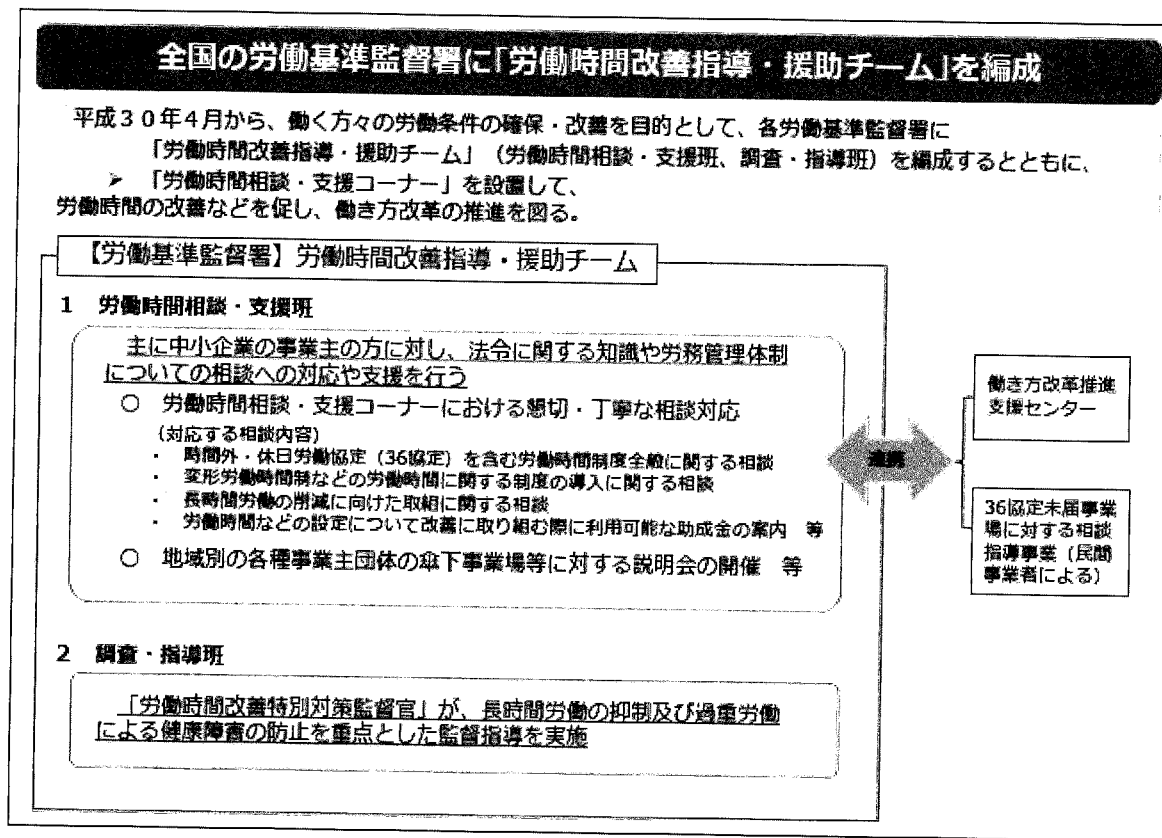 全国の労働基準監督署に「労働時間改善指導・援助チーム」を編成
平成30年4月から、働く方々の労働条件の確保・改善を目的として、各労働基準監督署に
「労働時間改善指導・援助チーム」（労働時間相談・支援班、調査・指導班）を編成するとともに、
➢ 「労働時間相談・支援コーナー」を設置して、
労働時間の改善などを促し、働き方改革の推進を図る。
【労働基準監督署】労働時間改善指導・援助チーム
1 労働時間相談・支援班
主に中小企業の事業主の方に対し、法令に関する知識や労務管理体制
についての相談への対応や支援を行う
○ 労働時間相談・支援コーナーにおける懇切・丁寧な相談対応
（対応する相談内容）
・ 時間外・休日労働協定（36協定）を含む労働時間制度全般に関する相談
・ 変形労働時間制などの労働時間に関する制度の導入に関する相談
・ 長時間労働の削減に向けた取組に関する相談
・ 労働時間などの設定について改善に取り組む際に利用可能な助成金の案内 等
○ 地域別の各種事業主団体の傘下事業場等に対する説明会の開催 等
2 調査・指導班
「労働時間改善特別対策監督官」が、長時間労働の抑制及び過重労働
による健康障害の防止を重点とした監督指導を実施
連携
働き方改革推進
支援センター
36協定未届事業
場に対する相談
指導事業（民間
事業者による）